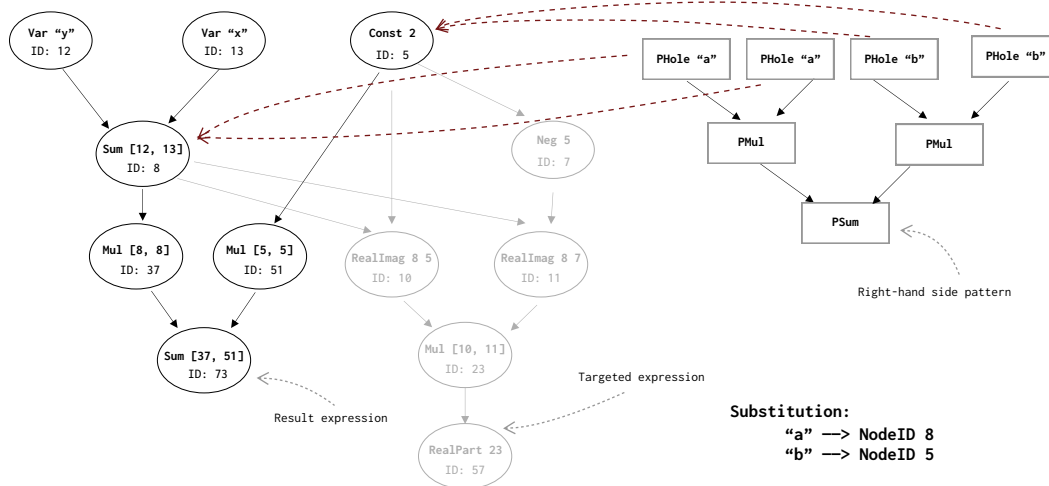 Var “y”
ID: 12
Var “x”
ID: 13
Const 2
ID: 5
PHole “a”
PHole “a”
PHole “b”
PHole “b”
Sum [12, 13]
ID: 8
Neg 5
ID: 7
PMul
PMul
PSum
Mul [8, 8]
ID: 37
Mul [5, 5]
ID: 51
RealImag 8 5
ID: 10
RealImag 8 7
ID: 11
Right-hand side pattern
Sum [37, 51]
ID: 73
Mul [10, 11]
ID: 23
Targeted expression
Result expression
RealPart 23
ID: 57
Substitution:
“a” —–> NodeID 8
“b” —–> NodeID 5